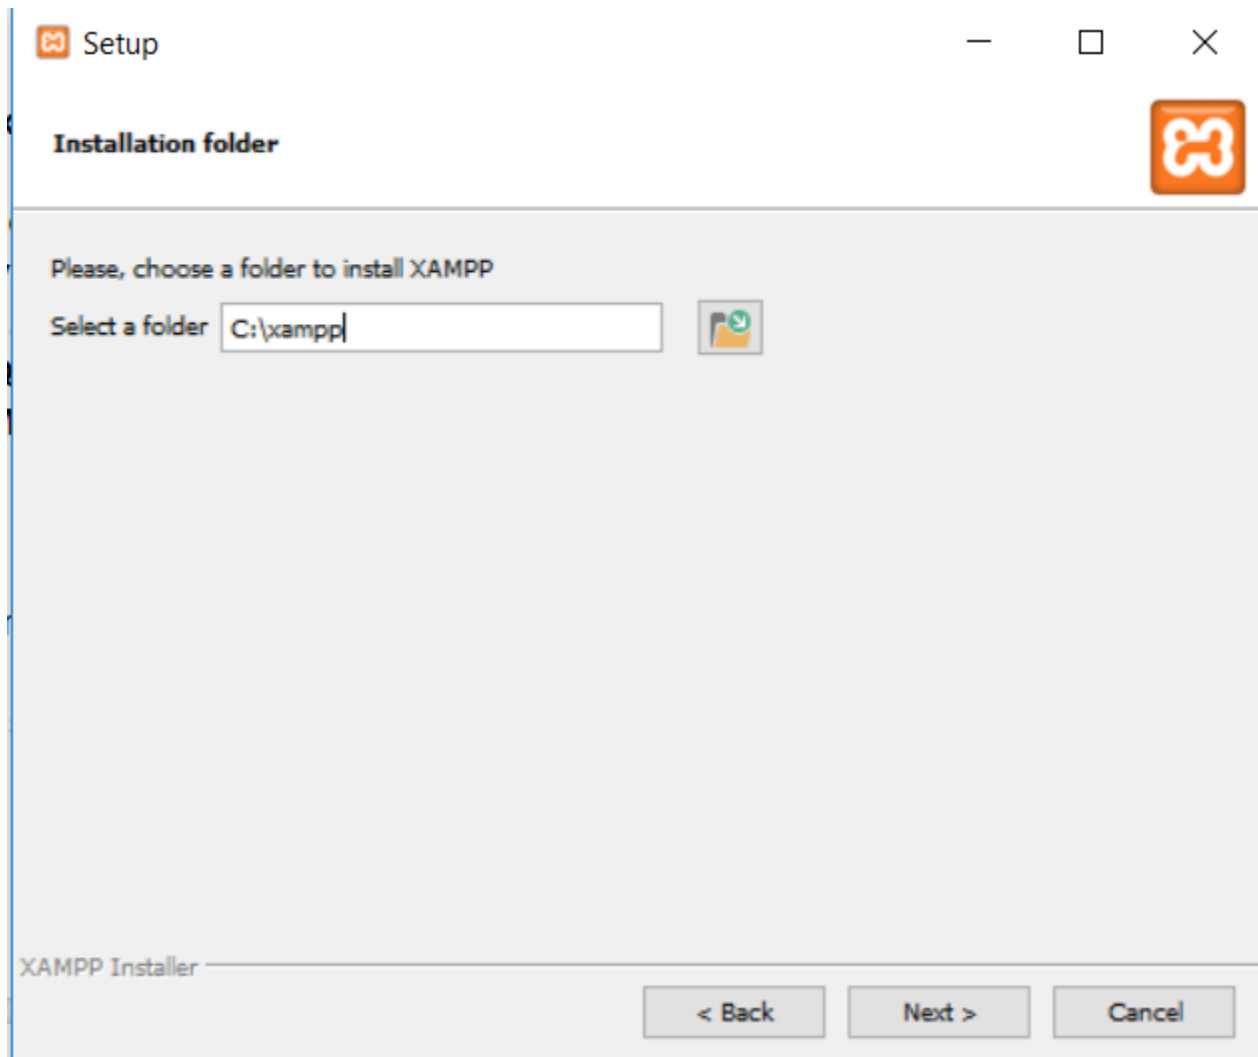 Setup
Installation folder
Please, choose a folder to install XAMPP
Select a folder C:\xampp
XAMPP Installer
< Back Next > Cancel